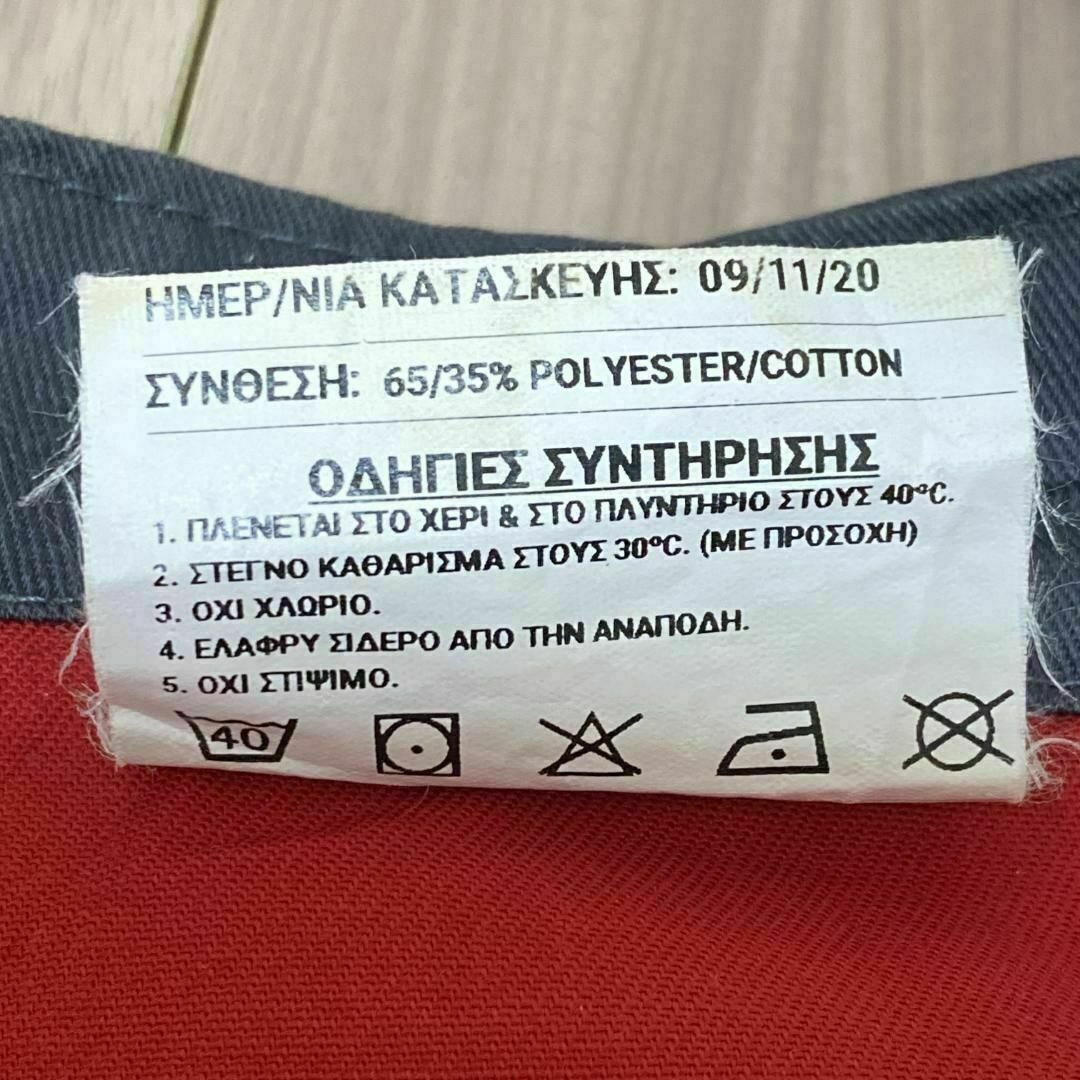 ΗΜΕΡ/ΝΙΑ ΚΑΤΑΣΚΕΥΗΣ: 09/11/20
ΣΥΝΘΕΣΗ: 65/35% POLYESTER/COTTON
ΟΔΗΓΙΕΣ ΣΥΝΤΗΡΗΣΗΣ
1. ΠΛΕΝΕΤΑΙ ΣΤΟ ΧΕΡΙ & ΣΤΟ ΠΛΥΝΤΗΡΙΟ ΣΤΟΥΣ 40°C.
2. ΣΤΕΓΝΟ ΚΑΘΑΡΙΣΜΑ ΣΤΟΥΣ 30°C. (ΜΕ ΠΡΟΣΟΧΗ)
3. ΟΧΙ ΧΛΩΡΙΟ.
4. ΕΛΑΦΡΥ ΣΙΔΕΡΟ ΑΠΟ ΤΗΝ ΑΝΑΠΟΔΗ.
5. ΟΧΙ ΣΤΙΨΙΜΟ.
40